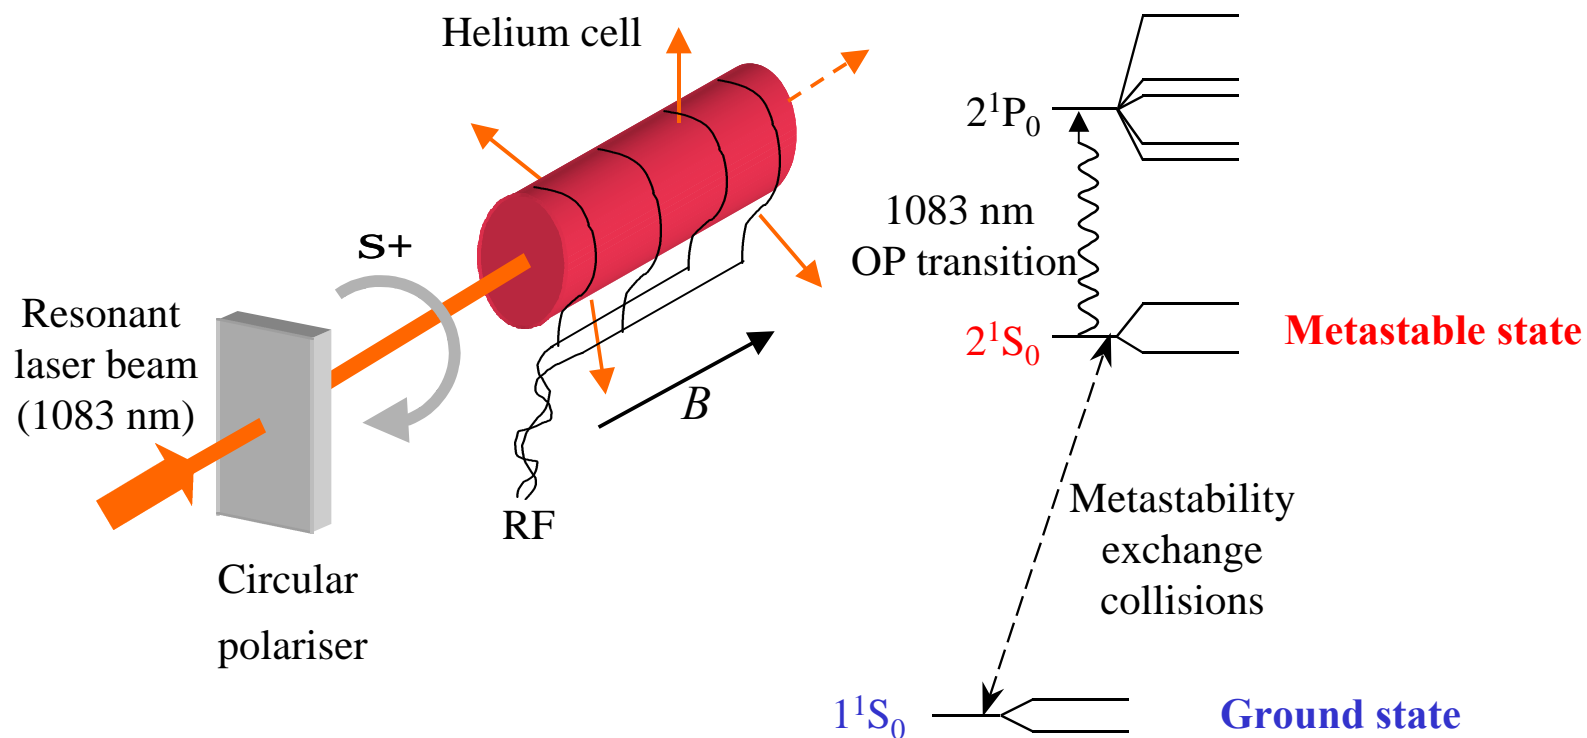 Helium cell
s+
Resonant
laser beam
(1083 nm)
Circular
polariser
RF
B
2¹P₀
1083 nm
OP transition
2¹S₀
Metastable state
Metastability
exchange
collisions
1¹S₀
Ground state